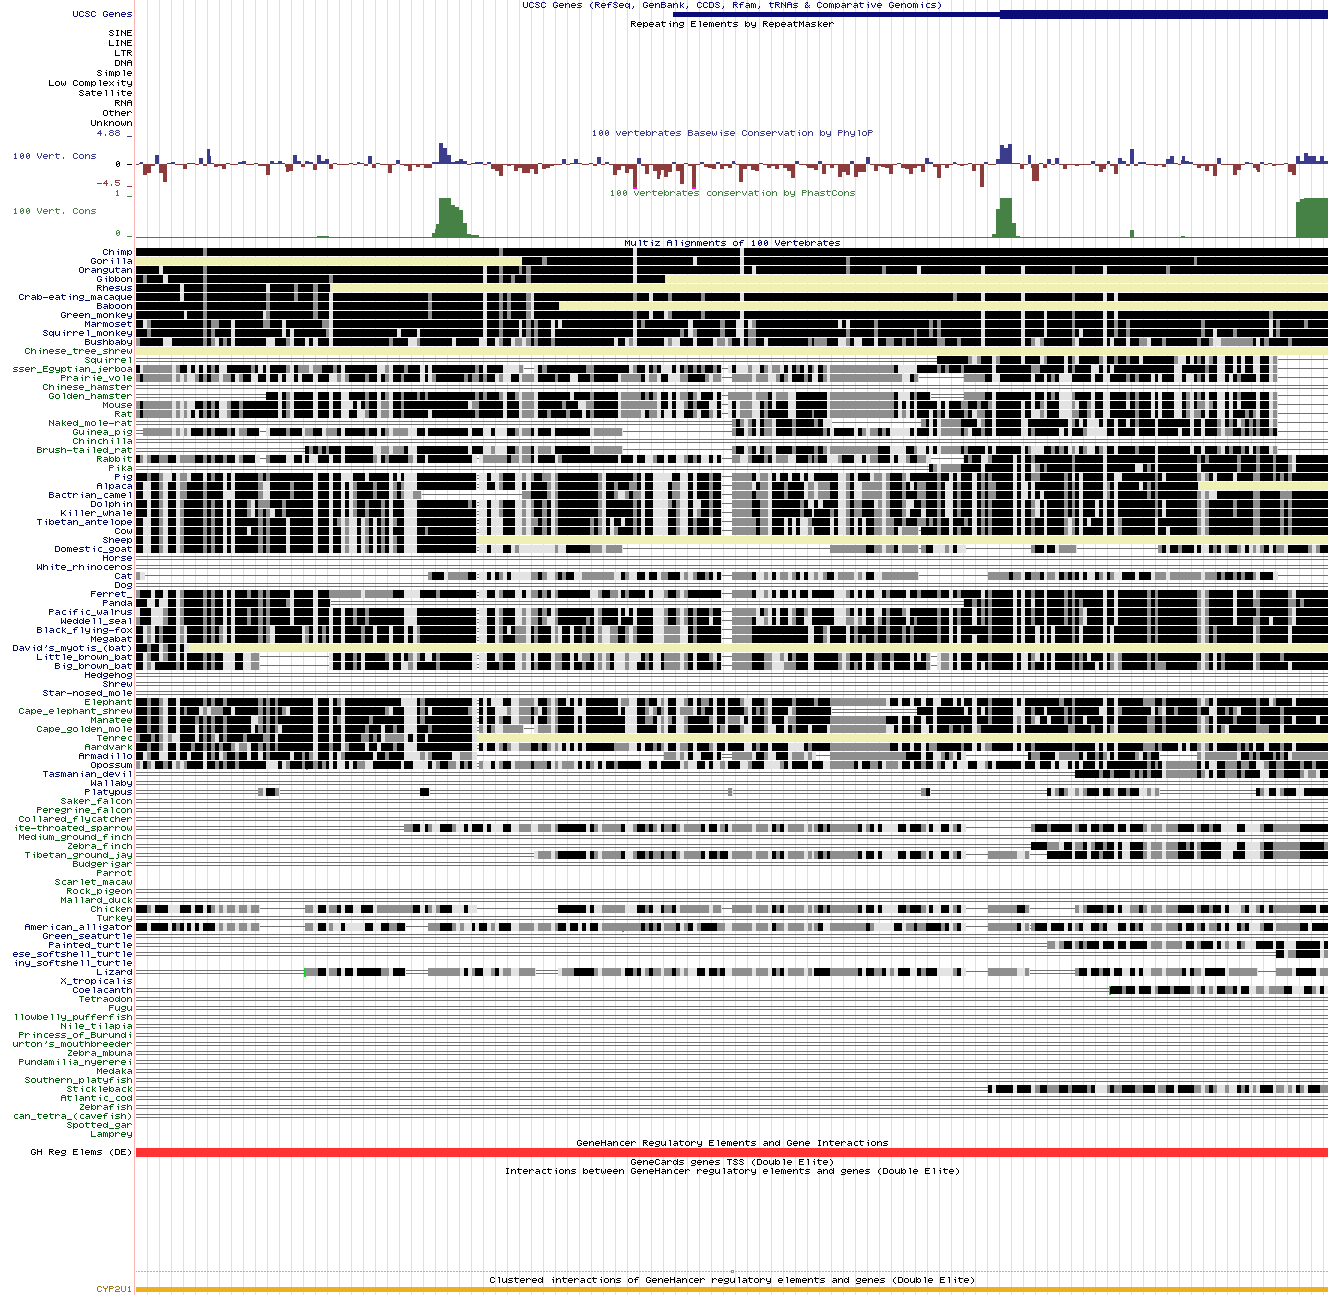 UCSC Genes (RefSeq, GenBank, CCDS, Rfam, tRNAs & Comparative Genomics)
UCSC Genes
Repeating Elements by RepeatMasker
SINE
LINE
LTR
DNA
Simple
Low Complexity
Satellite
RNA
Other
Unknown
4.88 _
100 vertebrates Basewise Conservation by PhyloP
100 Vert. Cons
0 -
-4.5 _
100 vertebrates conservation by PhastCons
1 _
100 Vert. Cons
0 _
Multiz Alignments of 100 Vertebrates
Chimp
Gorilla
Orangutan
Gibbon
Rhesus
Crab-eating_macaque
Baboon
Green_monkey
Marmoset
Squirrel_monkey
Bushbaby
Chinese_tree_shrew
Squirrel
sser_Egyptian_jerboa
Prairie_vole
Chinese_hamster
Golden_hamster
Mouse
Rat
Naked_mole-rat
Guinea_pig
Chinchilla
Brush-tailed_rat
Rabbit
Pika
Pig
Alpaca
Bactrian_camel
Dolphin
Killer_whale
Tibetan_antelope
Cow
Sheep
Domestic_goat
Horse
White_rhinoceros
Cat
Dog
Ferret_
Panda
Pacific_walrus
Weddell_seal
Black_flying-fox
Megabat
David's_myotis_(bat)
Little_brown_bat
Big_brown_bat
Hedgehog
Shrew
Star-nosed_mole
Elephant
Cape_elephant_shrew
Manatee
Cape_golden_mole
Tenrec
Aardvark
Armadillo
Opossum
Tasmanian_devil
Wallaby
Platypus
Saker_falcon
Peregrine_falcon
Collared_flycatcher
ite-throated_sparrow
Medium_ground_finch
Zebra_finch
Tibetan_ground_jay
Budgerigar
Parrot
Scarlet_macaw
Rock_pigeon
Mallard_duck
Chicken
Turkey
American_alligator
Green_seaturtle
Painted_turtle
ese_softshell_turtle
iny_softshell_turtle
Lizard
X_tropicalis
Coelacanth
Tetraodon
Fugu
llowbelly_pufferfish
Nile_tilapia
Princess_of_Burundi
urton's_mouthbreeder
Zebra_mbuna
Pundamilia_nyererei
Medaka
Southern_platyfish
Stickleback
Atlantic_cod
Zebrafish
can_tetra_(cavefish)
Spotted_gar
Lamprey
GeneHancer Regulatory Elements and Gene Interactions
GH Reg Elems (DE)
GeneCards genes TSS (Double Elite)
Interactions between GeneHancer regulatory elements and genes (Double Elite)
Clustered interactions of GeneHancer regulatory elements and genes (Double Elite)
CYP2U1